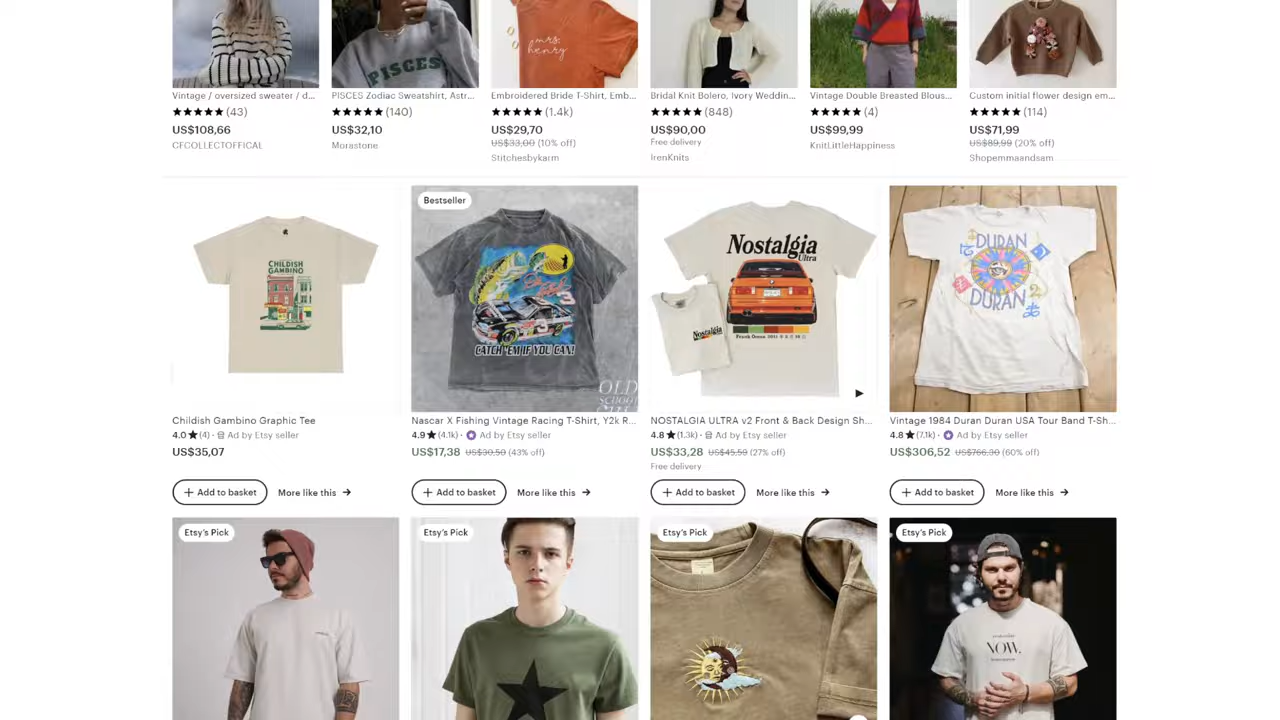 PISCES
mrs.
henry
Vintage / oversized sweater / d...
PISCES Zodiac Sweatshirt, Astr...
Embroidered Bride T-Shirt, Emb...
Bridal Knit Bolero, Ivory Weddin...
Vintage Double Breasted Blous...
Custom initial flower design em...
★★★★★ (43)
★★★★★ (140)
★★★★★ (1.4k)
★★★★★ (848)
★★★★★ (4)
★★★★★ (114)
US$108,66
US$32,10
US$29,70
US$90,00
US$99,99
US$71,99
CFCOLLECTOFFICAL
Morastone
US$33,00 (10% off)
Free delivery
KnitLittleHappiness
US$89,99 (20% off)
Stitchesbykarm
IrenKnits
Shopemmaandsam
CHILDISH
GAMBINO
Bestseller
3
CATCH 'EM IF YOU CAN!
OLD
SCHOOL
Nostalgia
Ultra
Nostalgia
DURAN
DURAN
Childish Gambino Graphic Tee
Nascar X Fishing Vintage Racing T-Shirt, Y2k R...
NOSTALGIA ULTRA v2 Front & Back Design Sh...
Vintage 1984 Duran Duran USA Tour Band T-Sh...
4.0★(4) · Ad by Etsy seller
4.9★(4.1k) · Ad by Etsy seller
4.8★(1.3k) · Ad by Etsy seller
4.8★(7.1k) · Ad by Etsy seller
US$35,07
US$17,38 US$30,50 (43% off)
US$33,28 US$45,59 (27% off)
US$306,52 US$766,30 (60% off)
Free delivery
+ Add to basket
More like this →
+ Add to basket
More like this →
+ Add to basket
More like this →
+ Add to basket
More like this →
Etsy's Pick
Etsy's Pick
Etsy's Pick
Etsy's Pick
NOW.